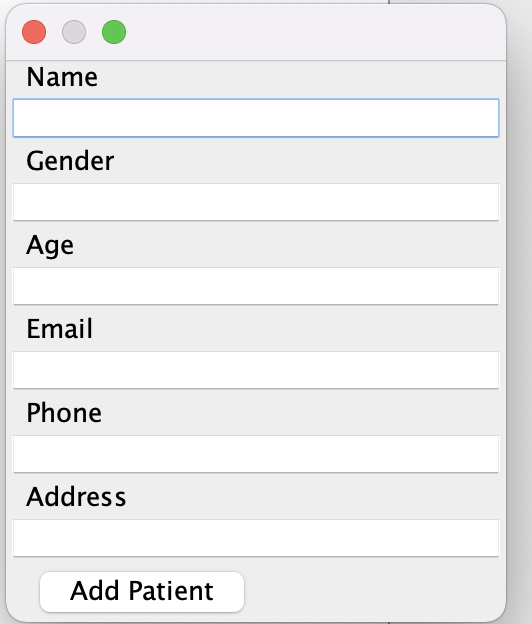 Name
Gender
Age
Email
Phone
Address
Add Patient